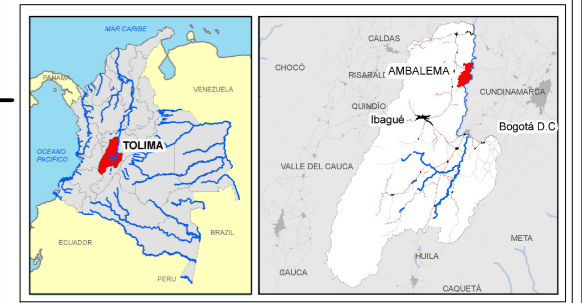 MAR CARIBE
PANAMA
VENEZUELA
OCEANO
PACIFICO
TOLIMA
BRAZIL
ECUADOR
PERU
CALDAS
CHOCÓ
RISARALDA
AMBALEMA
CUNDINAMARCA
QUINDÍO
Ibagué
Bogotá D.C
VALLE DEL CAUCA
META
HUILA
CAUCA
CAQUETÁ